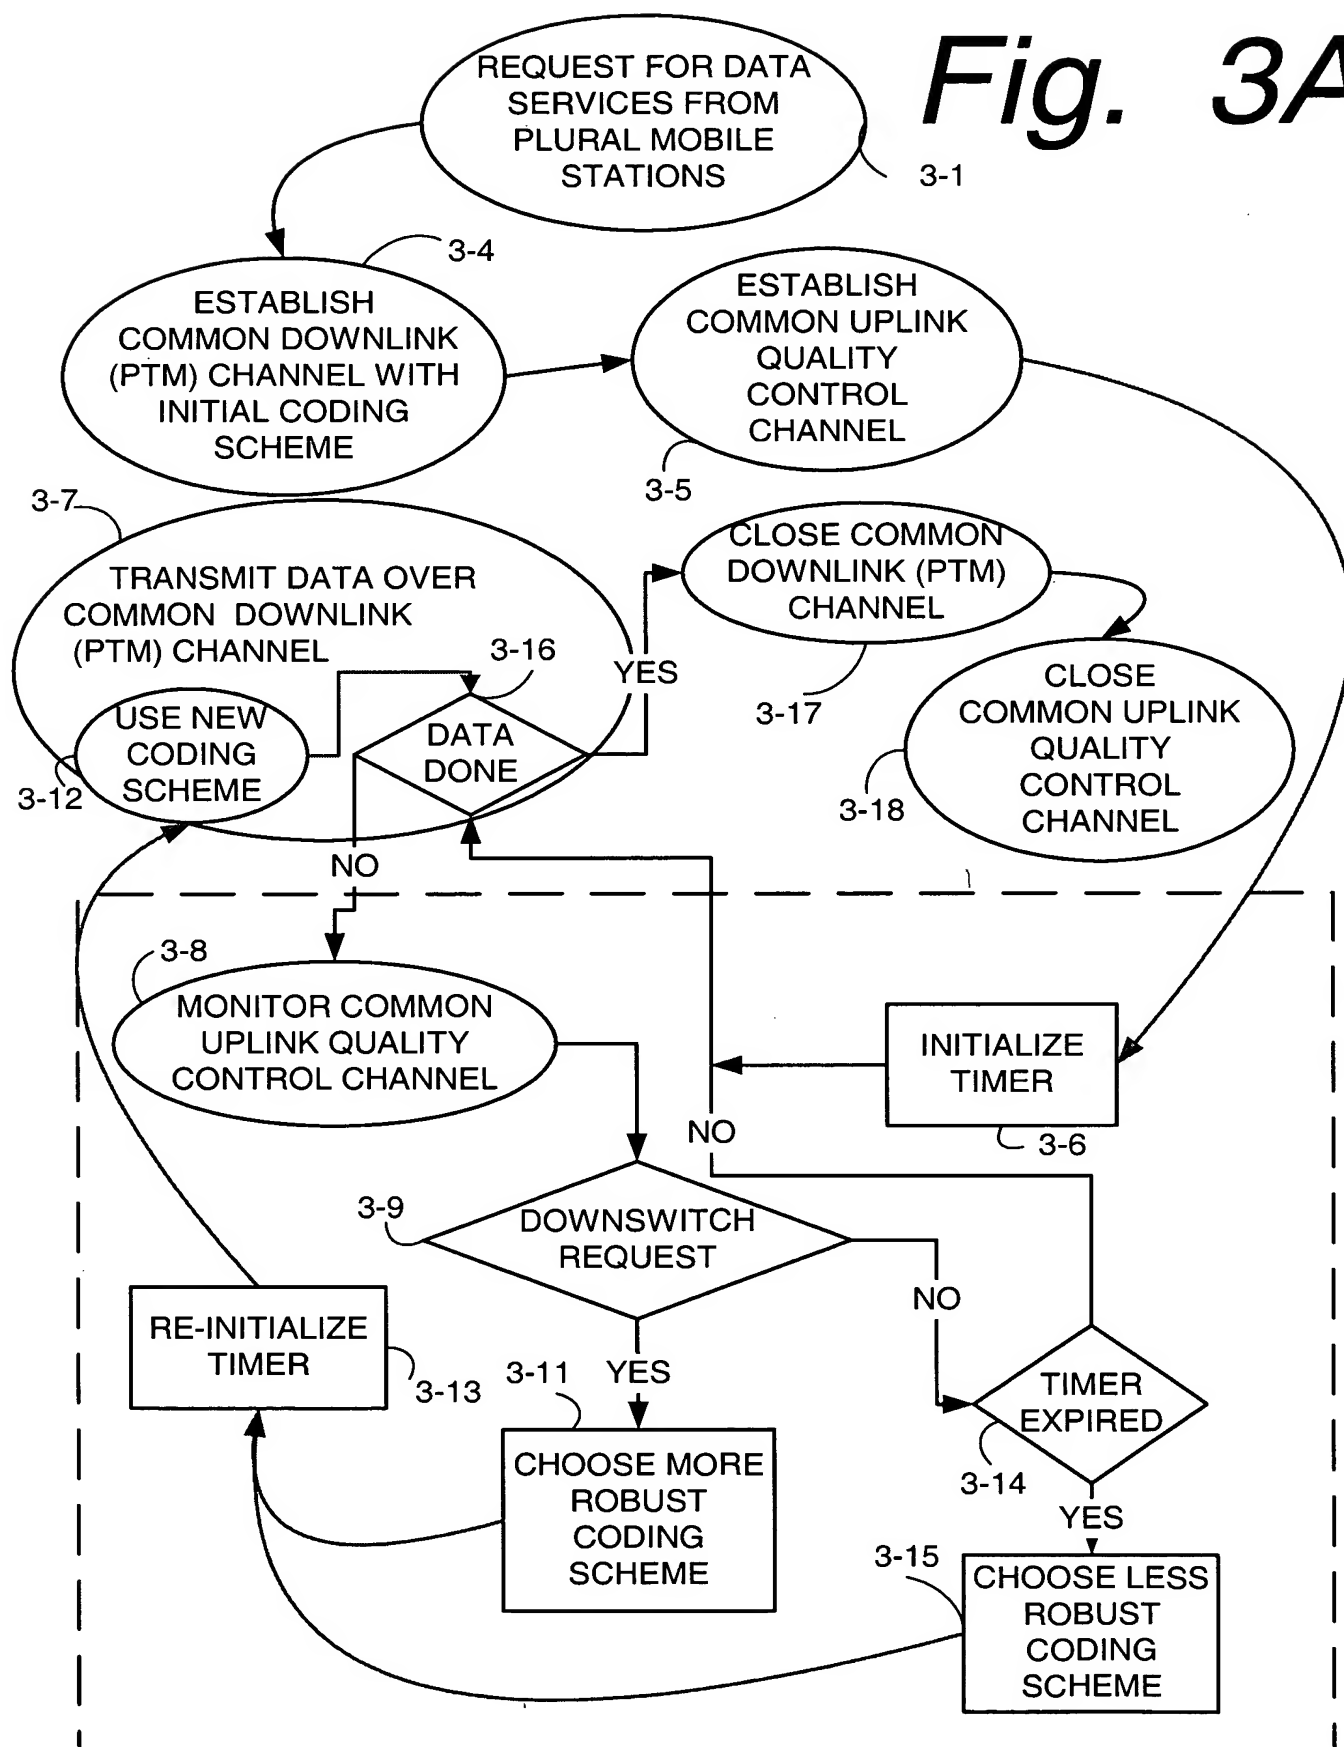 Fig. 3A
REQUEST FOR DATA
SERVICES FROM
PLURAL MOBILE
STATIONS
3-1
3-4
ESTABLISH
COMMON DOWNLINK
(PTM) CHANNEL WITH
INITIAL CODING
SCHEME
ESTABLISH
COMMON UPLINK
QUALITY
CONTROL
CHANNEL
3-5
3-7
TRANSMIT DATA OVER
COMMON DOWNLINK
(PTM) CHANNEL
3-16
USE NEW
CODING
SCHEME
3-12
DATA
DONE
YES
NO
CLOSE COMMON
DOWNLINK (PTM)
CHANNEL
3-17
CLOSE
COMMON UPLINK
QUALITY
CONTROL
CHANNEL
3-18
3-8
MONITOR COMMON
UPLINK QUALITY
CONTROL CHANNEL
INITIALIZE
TIMER
3-6
NO
3-9
DOWNSWITCH
REQUEST
NO
YES
RE-INITIALIZE
TIMER
3-13
3-11
CHOOSE MORE
ROBUST
CODING
SCHEME
TIMER
EXPIRED
3-14
YES
3-15
CHOOSE LESS
ROBUST
CODING
SCHEME